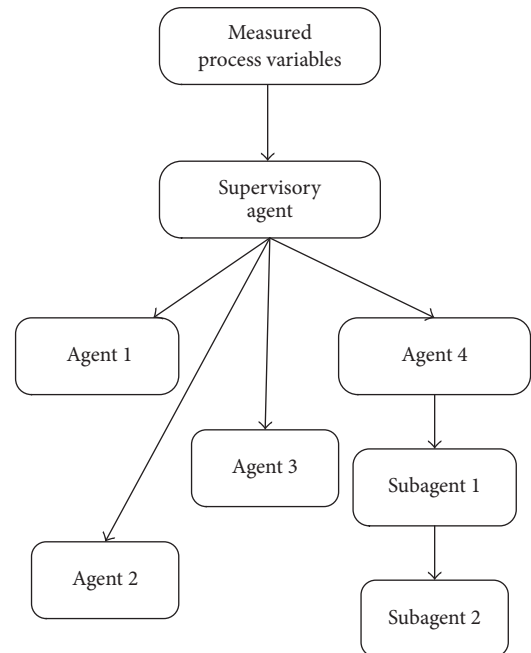 Measured
process variables
Supervisory
agent
Agent 1
Agent 4
Agent 3
Subagent 1
Agent 2
Subagent 2